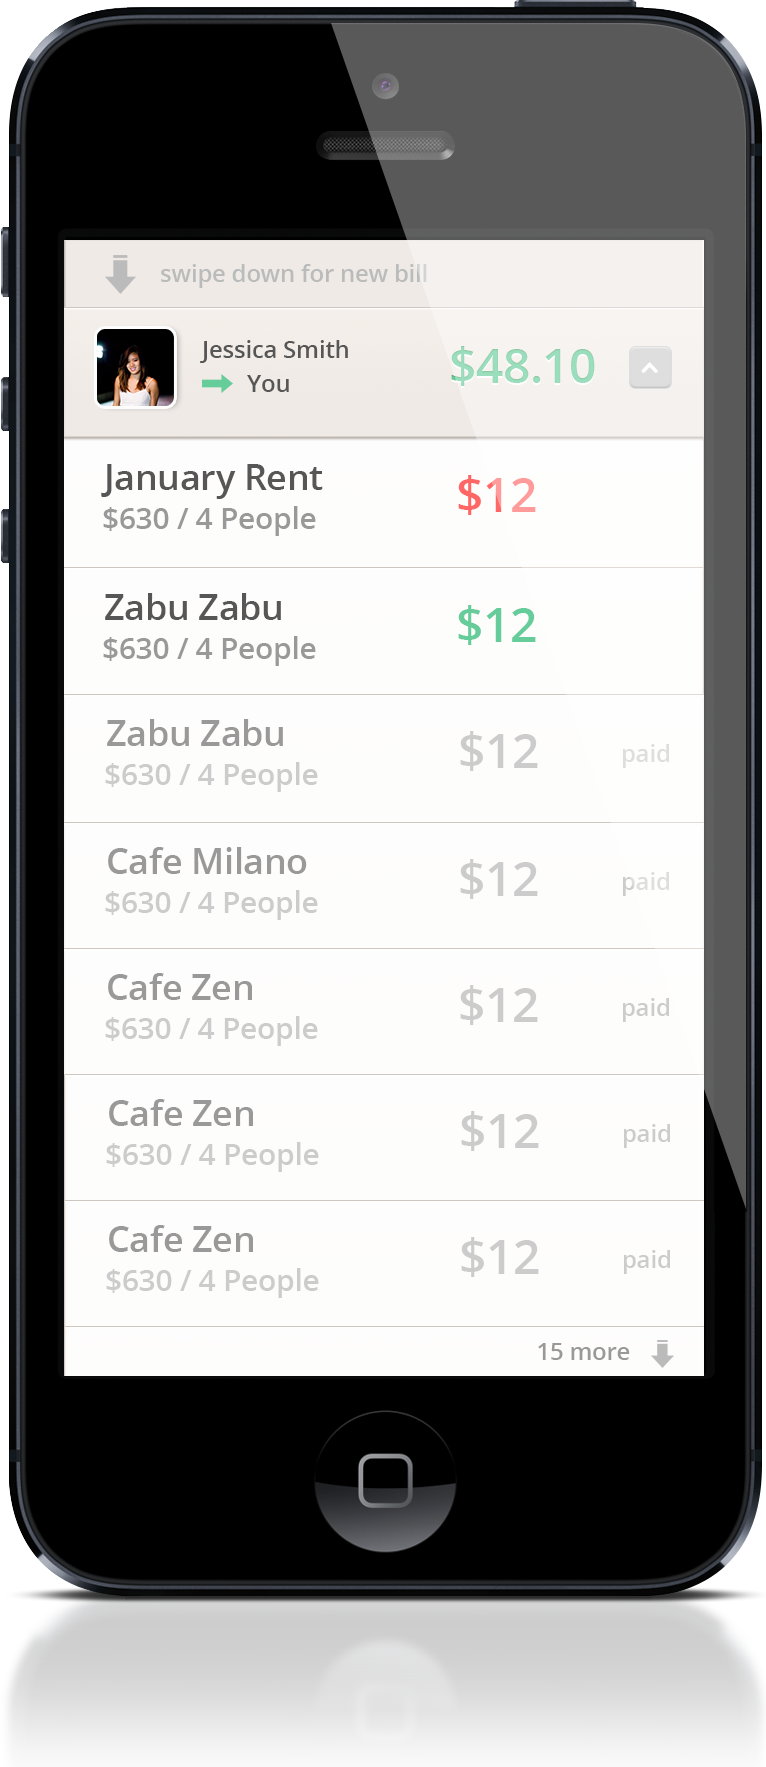 swipe down for new bill
Jessica Smith
You
$48.10
January Rent
$630 / 4 People
$12
Zabu Zabu
$630 / 4 People
$12
Zabu Zabu
$630 / 4 People
$12
paid
Cafe Milano
$630 / 4 People
$12
paid
Cafe Zen
$630 / 4 People
$12
paid
Cafe Zen
$630 / 4 People
$12
paid
Cafe Zen
$630 / 4 People
$12
paid
15 more